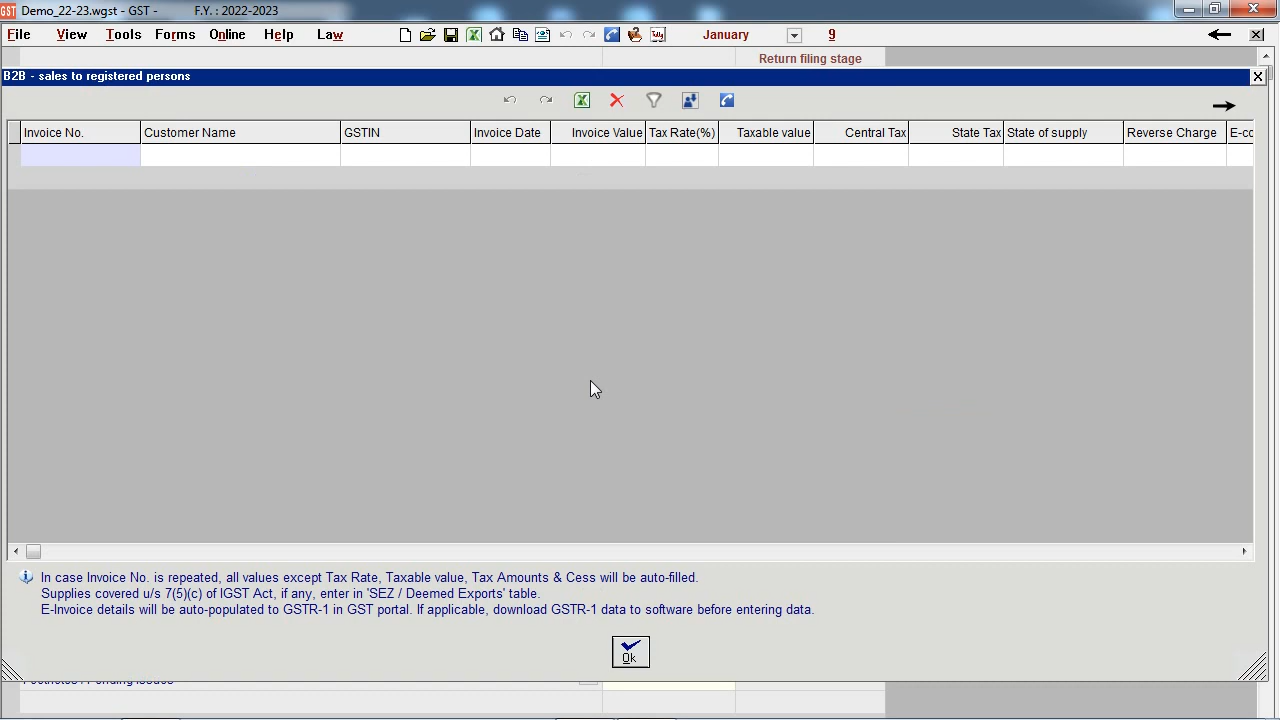 GST Demo_22-23.wgst - GST - F.Y. : 2022-2023
File View Tools Forms Online Help Law January 9
Return filing stage
B2B - sales to registered persons
Invoice No. Customer Name GSTIN Invoice Date Invoice Value Tax Rate(%) Taxable value Central Tax State Tax State of supply Reverse Charge E-co
In case Invoice No. is repeated, all values except Tax Rate, Taxable value, Tax Amounts & Cess will be auto-filled.
Supplies covered u/s 7(5)(c) of IGST Act, if any, enter in 'SEZ / Deemed Exports' table.
E-Invoice details will be auto-populated to GSTR-1 in GST portal. If applicable, download GSTR-1 data to software before entering data.
Ok
Footnotes / Pending issues